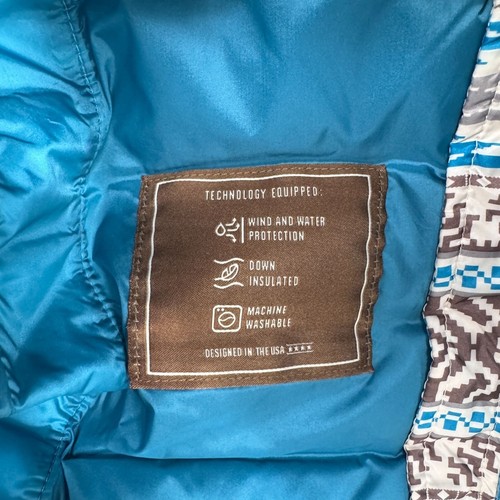 TECHNOLOGY EQUIPPED:
WIND AND WATER
PROTECTION
DOWN
INSULATED
MACHINE
WASHABLE
DESIGNED IN THE USA ★★★★